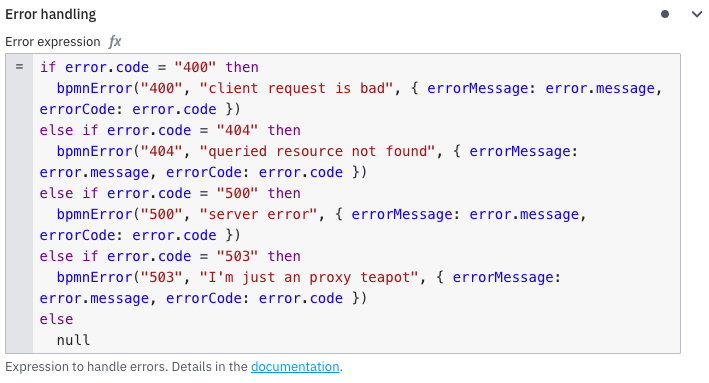 Error handling
Error expression fx
= if error.code = "400" then
bpmnError("400", "client request is bad", { errorMessage: error.message,
errorCode: error.code })
else if error.code = "404" then
bpmnError("404", "queried resource not found", { errorMessage:
error.message, errorCode: error.code })
else if error.code = "500" then
bpmnError("500", "server error", { errorMessage: error.message,
errorCode: error.code })
else if error.code = "503" then
bpmnError("503", "I'm just an proxy teapot", { errorMessage:
error.message, errorCode: error.code })
else
null
Expression to handle errors. Details in the documentation.